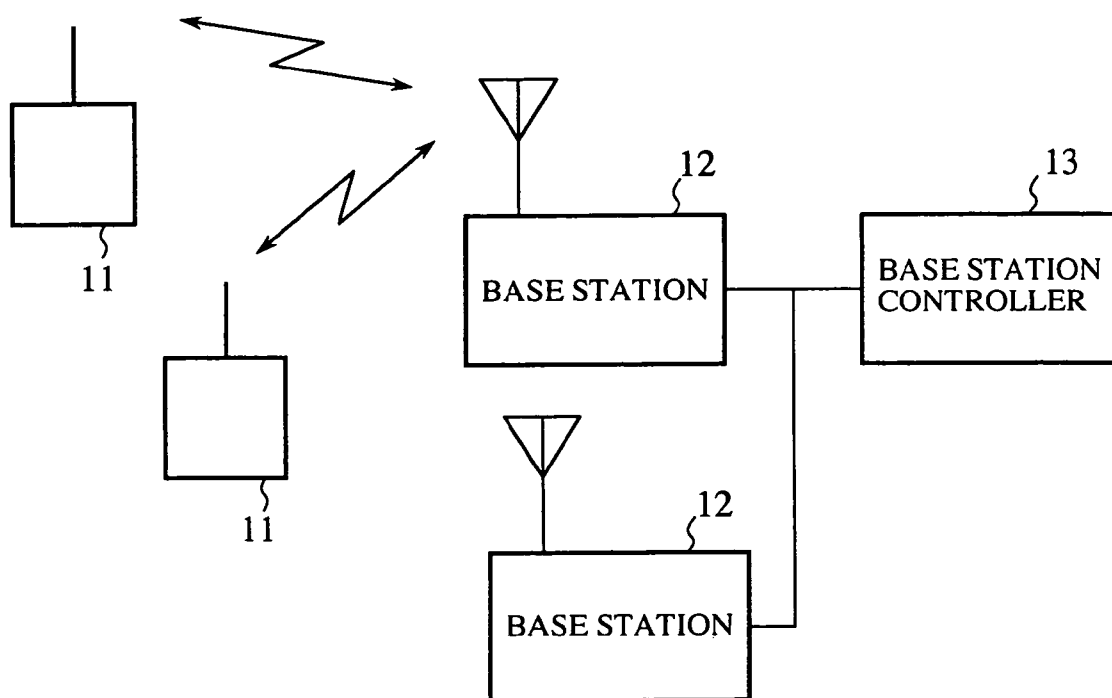 11
11
12
BASE STATION
13
BASE STATION
CONTROLLER
12
BASE STATION